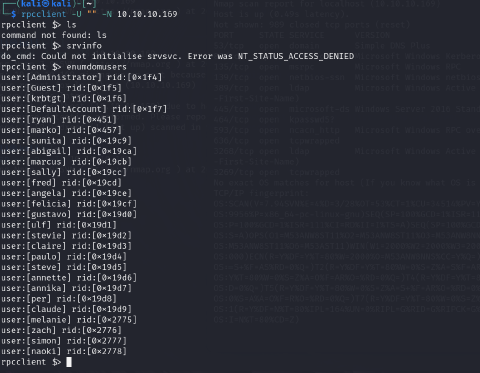 (kali㉿kali)-[~]
$ rpcclient -U "" -N 10.10.10.169
rpcclient $> ls
command not found: ls
rpcclient $> srvinfo
do_cmd: Could not initialise srvsvc. Error was NT_STATUS_ACCESS_DENIED
rpcclient $> enumdomusers
user:[Administrator] rid:[0×1f4]
user:[Guest] rid:[0×1f5]
user:[krbtgt] rid:[0×1f6]
user:[DefaultAccount] rid:[0×1f7]
user:[ryan] rid:[0×451]
user:[marko] rid:[0×457]
user:[sunita] rid:[0×19c9]
user:[abigail] rid:[0×19ca]
user:[marcus] rid:[0×19cb]
user:[sally] rid:[0×19cc]
user:[fred] rid:[0×19cd]
user:[angela] rid:[0×19ce]
user:[felicia] rid:[0×19cf]
user:[gustavo] rid:[0×19d0]
user:[ulf] rid:[0×19d1]
user:[stevie] rid:[0×19d2]
user:[claire] rid:[0×19d3]
user:[paulo] rid:[0×19d4]
user:[steve] rid:[0×19d5]
user:[annette] rid:[0×19d6]
user:[annika] rid:[0×19d7]
user:[per] rid:[0×19d8]
user:[claude] rid:[0×19d9]
user:[melanie] rid:[0×2775]
user:[zach] rid:[0×2776]
user:[simon] rid:[0×2777]
user:[naoki] rid:[0×2778]
rpcclient $>